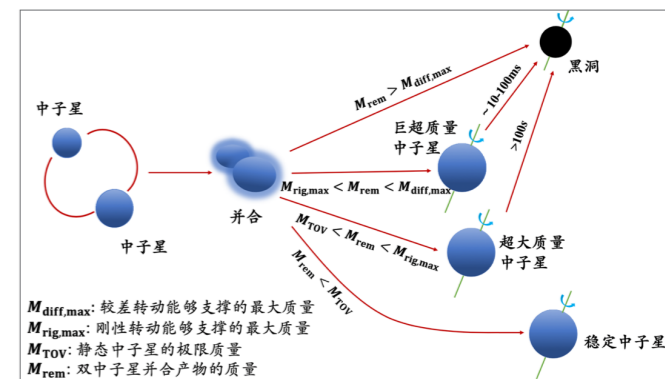 中子星
中子星
并合
M_rem > M_diff,max
黑洞
~ 10-100ms
巨超质量
中子星
M_rig,max < M_rem < M_diff,max
>100s
M_TOV < M_rem < M_rig,max
超大质量
中子星
M_rem < M_TOV
稳定中子星
M_diff,max: 较差转动能够支撑的最大质量
M_rig,max: 刚性转动能够支撑的最大质量
M_TOV: 静态中子星的极限质量
M_rem: 双中子星并合产物的质量